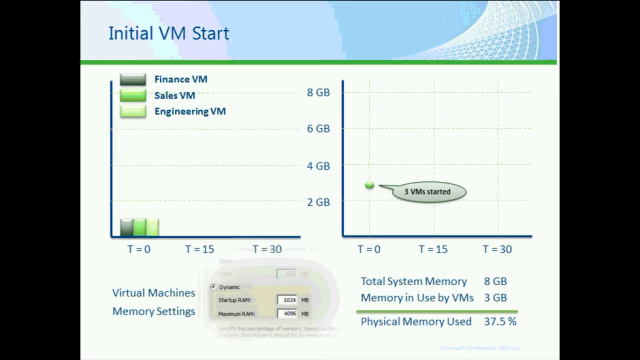 Initial VM Start
Finance VM
Sales VM
Engineering VM
8 GB
6 GB
4 GB
2 GB
3 VMs started
T = 0 T = 15 T = 30
T = 0 T = 15 T = 30
Virtual Machines
Memory Settings
Dynamic
Startup RAM: 1024 MB
Maximum RAM: 4096 MB
Total System Memory 8 GB
Memory in Use by VMs 3 GB
Physical Memory Used 37.5 %